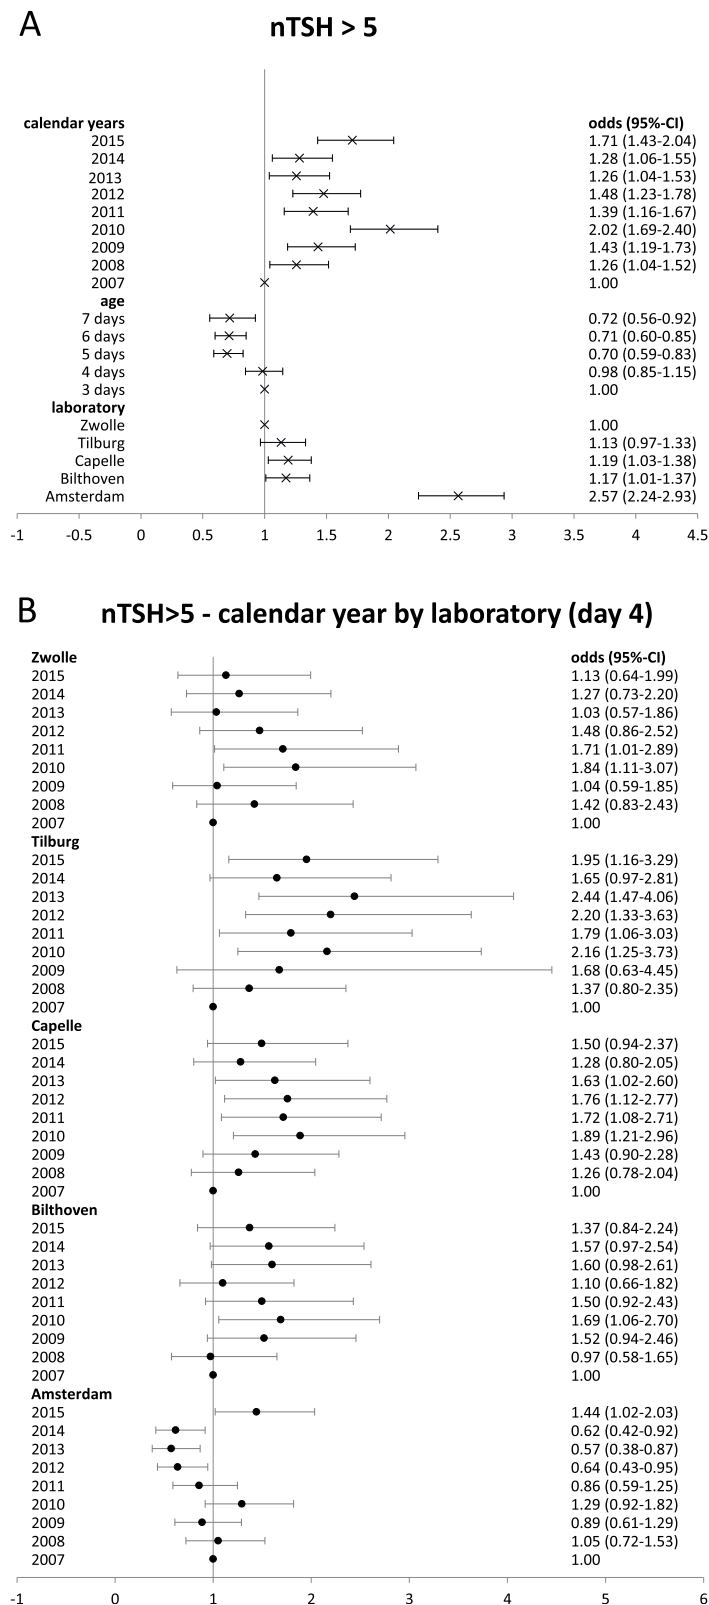 A
nTSH > 5
calendar years odds (95%-CI)
2015 1.71 (1.43-2.04)
2014 1.28 (1.06-1.55)
2013 1.26 (1.04-1.53)
2012 1.48 (1.23-1.78)
2011 1.39 (1.16-1.67)
2010 2.02 (1.69-2.40)
2009 1.43 (1.19-1.73)
2008 1.26 (1.04-1.52)
2007 1.00
age
7 days 0.72 (0.56-0.92)
6 days 0.71 (0.60-0.85)
5 days 0.70 (0.59-0.83)
4 days 0.98 (0.85-1.15)
3 days 1.00
laboratory
Zwolle 1.00
Tilburg 1.13 (0.97-1.33)
Capelle 1.19 (1.03-1.38)
Bilthoven 1.17 (1.01-1.37)
Amsterdam 2.57 (2.24-2.93)
-1 -0.5 0 0.5 1 1.5 2 2.5 3 3.5 4 4.5
B
nTSH>5 - calendar year by laboratory (day 4)
Zwolle odds (95%-CI)
2015 1.13 (0.64-1.99)
2014 1.27 (0.73-2.20)
2013 1.03 (0.57-1.86)
2012 1.48 (0.86-2.52)
2011 1.71 (1.01-2.89)
2010 1.84 (1.11-3.07)
2009 1.04 (0.59-1.85)
2008 1.42 (0.83-2.43)
2007 1.00
Tilburg
2015 1.95 (1.16-3.29)
2014 1.65 (0.97-2.81)
2013 2.44 (1.47-4.06)
2012 2.20 (1.33-3.63)
2011 1.79 (1.06-3.03)
2010 2.16 (1.25-3.73)
2009 1.68 (0.63-4.45)
2008 1.37 (0.80-2.35)
2007 1.00
Capelle
2015 1.50 (0.94-2.37)
2014 1.28 (0.80-2.05)
2013 1.63 (1.02-2.60)
2012 1.76 (1.12-2.77)
2011 1.72 (1.08-2.71)
2010 1.89 (1.21-2.96)
2009 1.43 (0.90-2.28)
2008 1.26 (0.78-2.04)
2007 1.00
Bilthoven
2015 1.37 (0.84-2.24)
2014 1.57 (0.97-2.54)
2013 1.60 (0.98-2.61)
2012 1.10 (0.66-1.82)
2011 1.50 (0.92-2.43)
2010 1.69 (1.06-2.70)
2009 1.52 (0.94-2.46)
2008 0.97 (0.58-1.65)
2007 1.00
Amsterdam
2015 1.44 (1.02-2.03)
2014 0.62 (0.42-0.92)
2013 0.57 (0.38-0.87)
2012 0.64 (0.43-0.95)
2011 0.86 (0.59-1.25)
2010 1.29 (0.92-1.82)
2009 0.89 (0.61-1.29)
2008 1.05 (0.72-1.53)
2007 1.00
-1 0 1 2 3 4 5 6